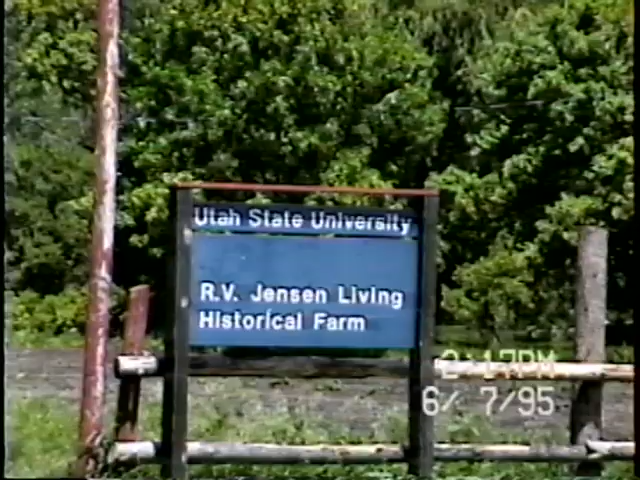 Utah State University
R.V. Jensen Living
Historical Farm
2:17PM
6/ 7/95